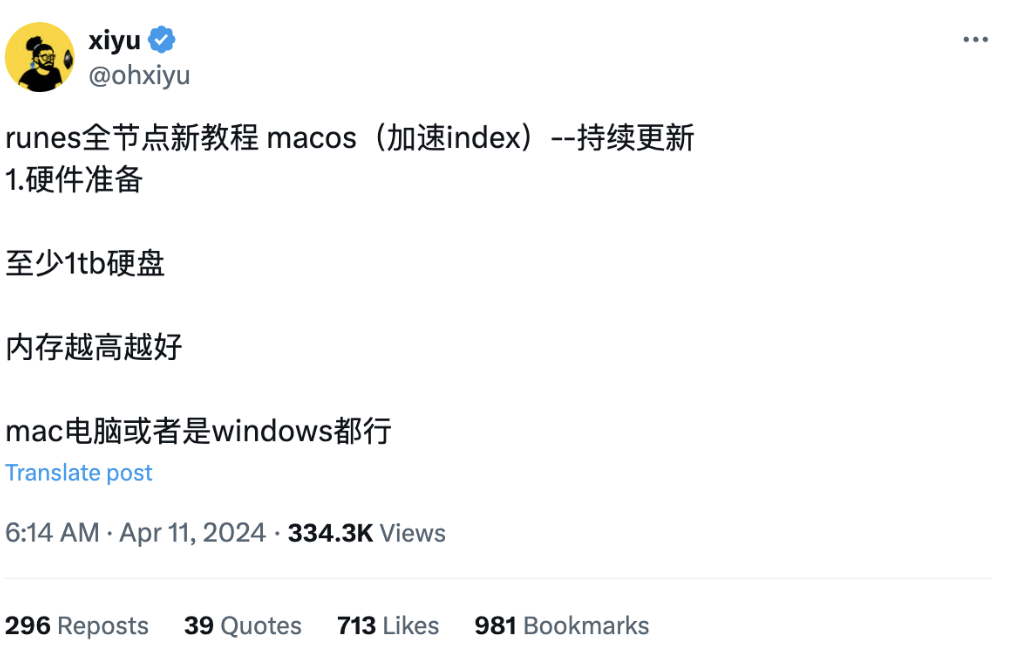 xiyu
@ohxiyu
runes全节点新教程 macos（加速index）--持续更新
1.硬件准备
至少1tb硬盘
内存越高越好
mac电脑或者是windows都行
Translate post
6:14 AM · Apr 11, 2024 · 334.3K Views
296 Reposts 39 Quotes 713 Likes 981 Bookmarks